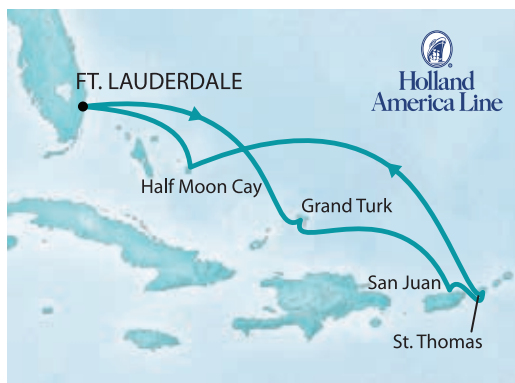 FT. LAUDERDALE
Holland
America Line
Half Moon Cay
Grand Turk
San Juan
St. Thomas